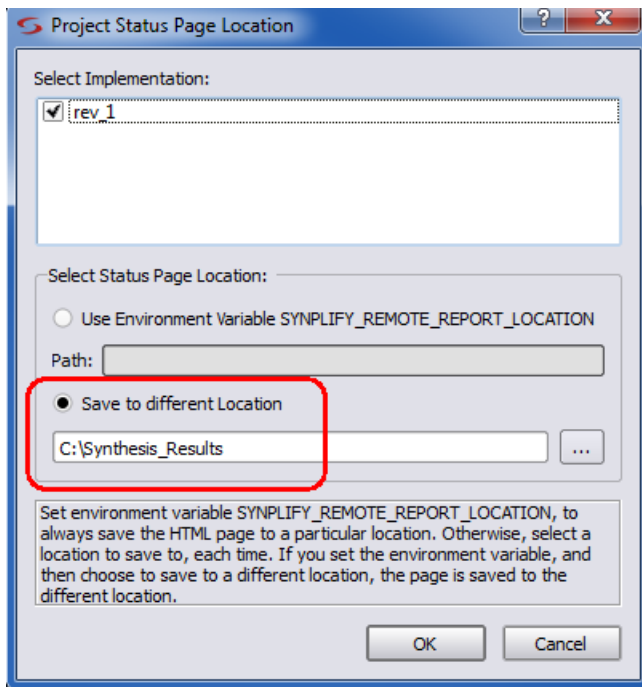 Project Status Page Location
?
X
Select Implementation:
rev_1
Select Status Page Location:
Use Environment Variable SYNPLIFY_REMOTE_REPORT_LOCATION
Path:
Save to different Location
C:\Synthesis_Results
...
Set environment variable SYNPLIFY_REMOTE_REPORT_LOCATION, to
always save the HTML page to a particular location. Otherwise, select a
location to save to, each time. If you set the environment variable, and
then choose to save to a different location, the page is saved to the
different location.
OK
Cancel